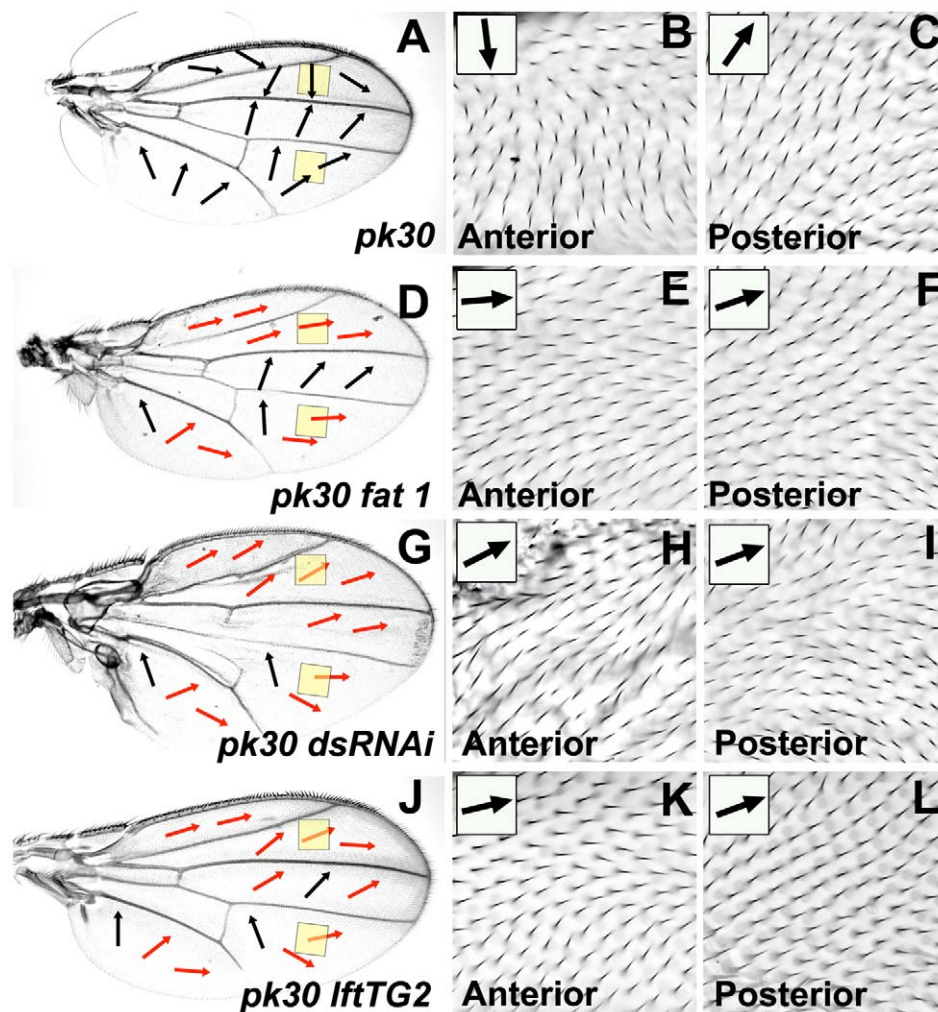 A
pk30
B
Anterior
C
Posterior
D
pk30 fat 1
E
Anterior
F
Posterior
G
pk30 dsRNAi
H
Anterior
I
Posterior
J
pk30 lftTG2
K
Anterior
L
Posterior